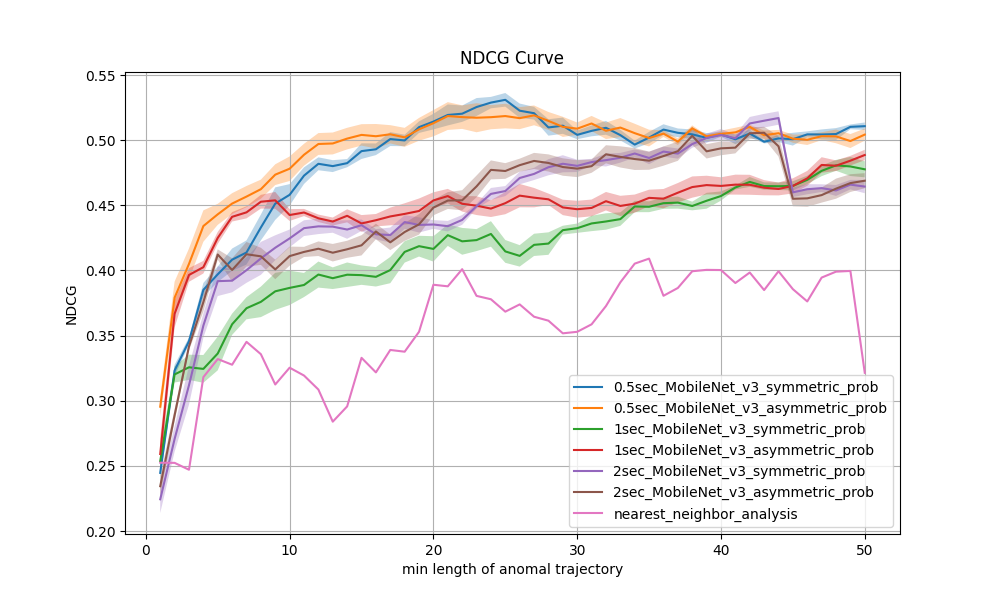 NDCG Curve
NDCG
0.55
0.50
0.45
0.40
0.35
0.30
0.25
0.20
0.5sec_MobileNet_v3_symmetric_prob
0.5sec_MobileNet_v3_asymmetric_prob
1sec_MobileNet_v3_symmetric_prob
1sec_MobileNet_v3_asymmetric_prob
2sec_MobileNet_v3_symmetric_prob
2sec_MobileNet_v3_asymmetric_prob
nearest_neighbor_analysis
0 10 20 30 40 50
min length of anomal trajectory